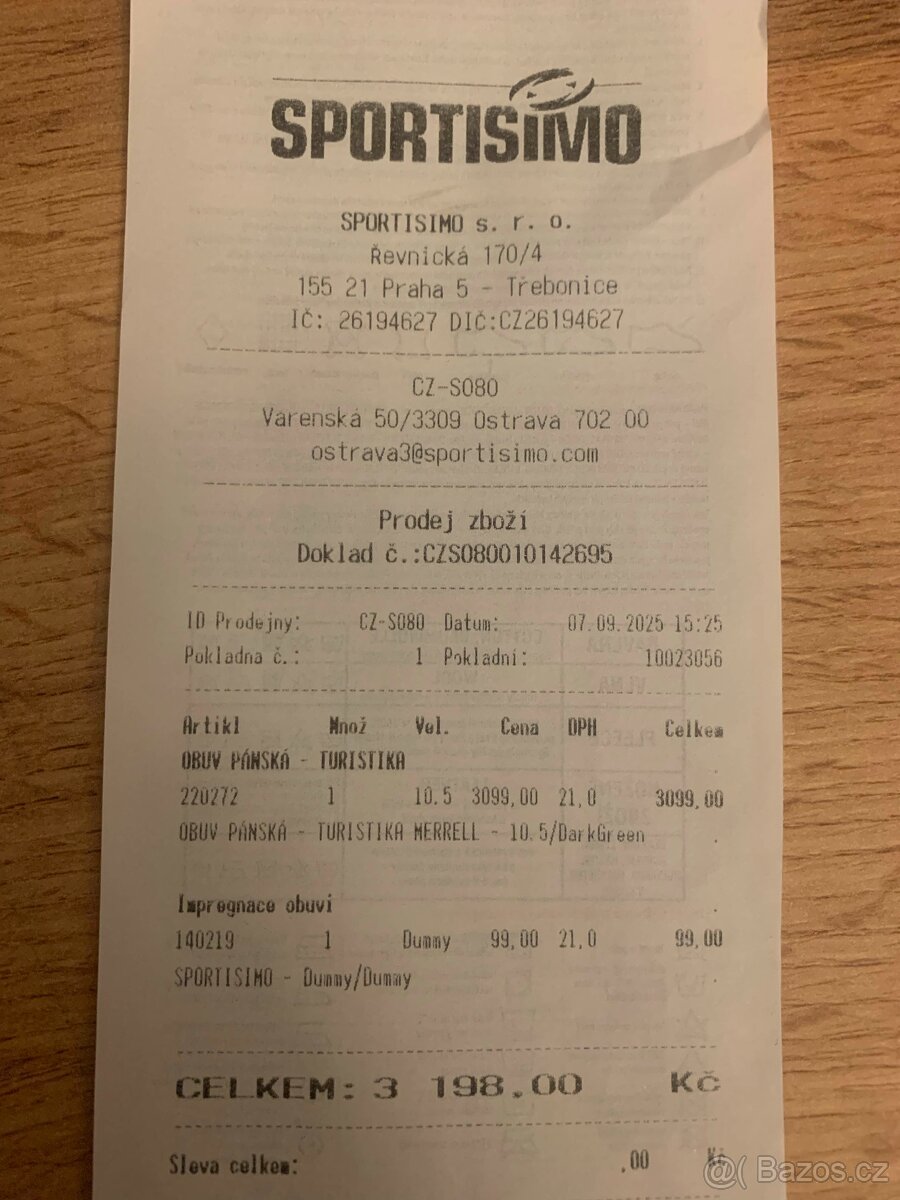 SPORTISIMO
SPORTISIMO s. r. o.
Řevnická 170/4
155 21 Praha 5 - Třebonice
IČ: 26194627 DIČ:CZ26194627
CZ-S080
Varenská 50/3309 Ostrava 702 00
ostrava3@sportisimo.com
Prodej zboží
Doklad č.:CZS080010142695
ID Prodejny: CZ-S080 Datum: 07.09.2025 15:25
Pokladna č.: 1 Pokladní: 10023056
Artikl Množ Vel. Cena DPH Celkem
OBUV PÁNSKÁ - TURISTIKA
220272 1 10.5 3099,00 21,0 3099,00
OBUV PÁNSKÁ - TURISTIKA MERRELL - 10.5/DarkGreen
Impregnace obuvi
140219 1 Dummy 99,00 21,0 99,00
SPORTISIMO - Dummy/Dummy
CELKEM: 3 198.00 Kč
Sleva celkem: .00 Kč
@( Bazos.cz